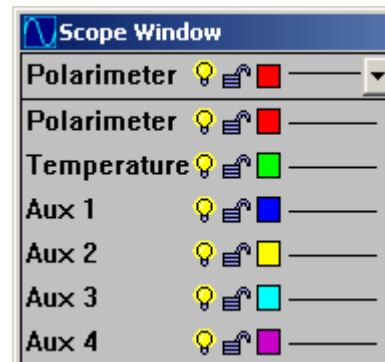 Scope Window
Polarimeter
Polarimeter
Temperature
Aux 1
Aux 2
Aux 3
Aux 4